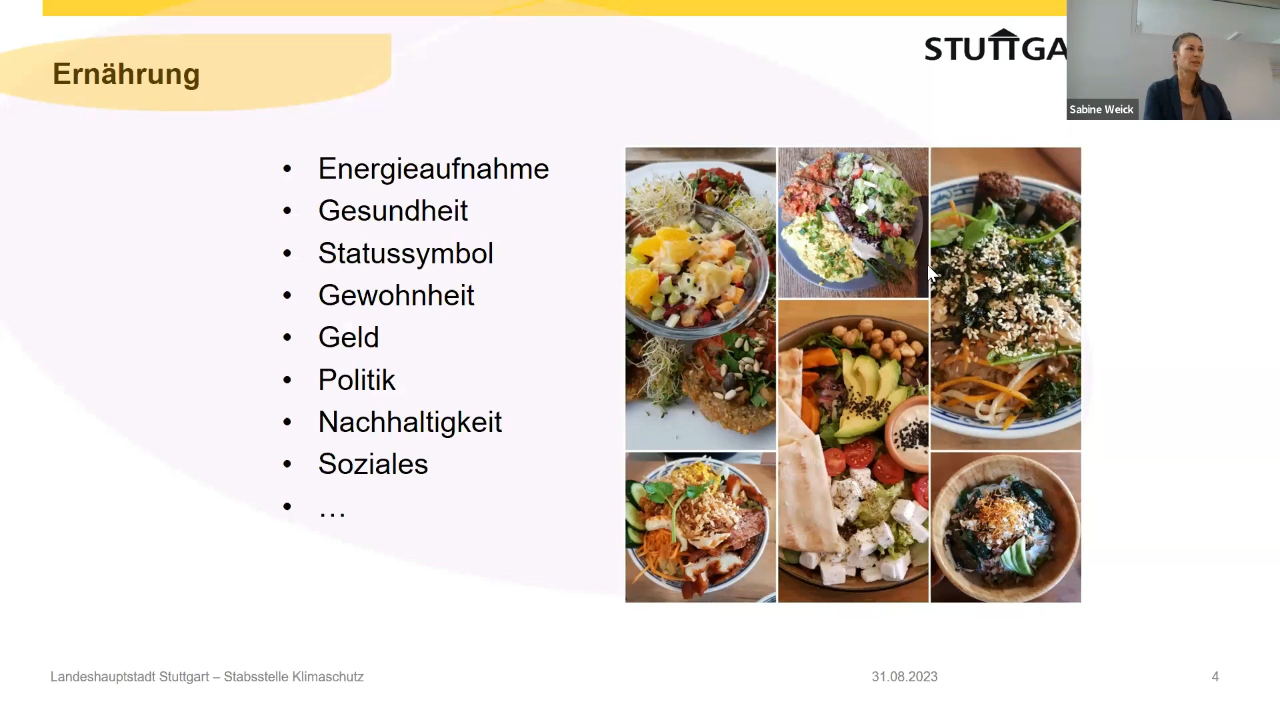 Ernährung
STUTTGA
Sabine Weick
• Energieaufnahme
• Gesundheit
• Statussymbol
• Gewohnheit
• Geld
• Politik
• Nachhaltigkeit
• Soziales
• …
Landeshauptstadt Stuttgart – Stabsstelle Klimaschutz
31.08.2023
4